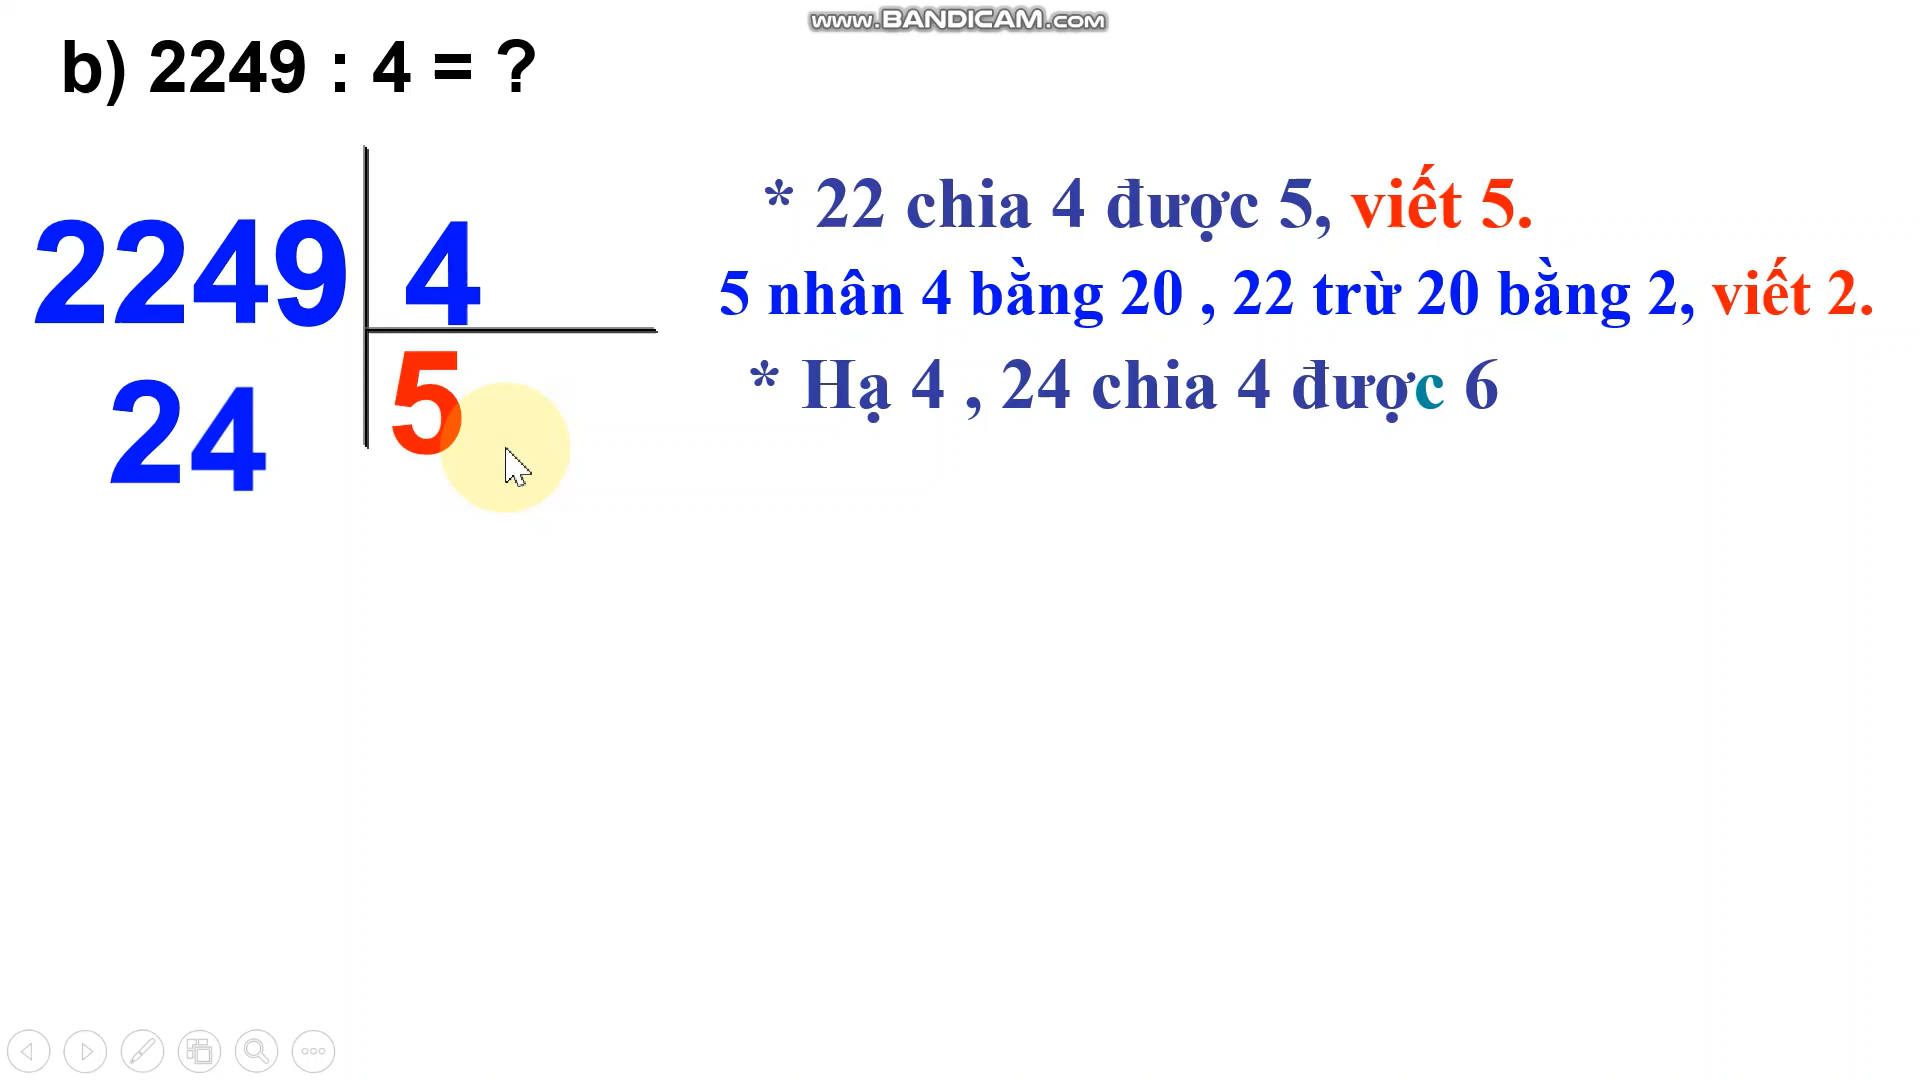 www.BANDICAM.com
b) 2249 : 4 = ?
2249 4
24 5
* 22 chia 4 được 5, viết 5.
5 nhân 4 bằng 20 , 22 trừ 20 bằng 2, viết 2.
* Hạ 4 , 24 chia 4 được 6